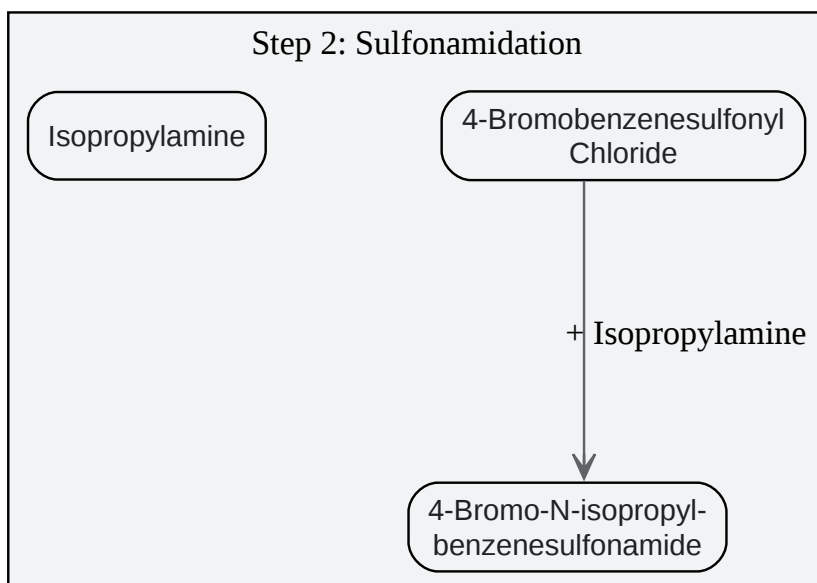 Step 2: Sulfonamidation
Isopropylamine
4-Bromobenzenesulfonyl
Chloride
+ Isopropylamine
4-Bromo-N-isopropyl-
benzenesulfonamide